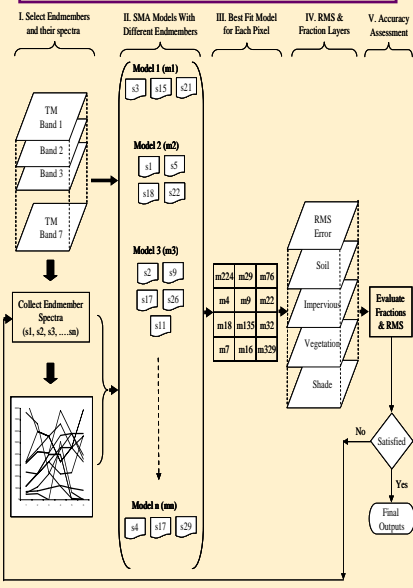 I. Select Endmembers
and their spectra
II. SMA Models With
Different Endmembers
III. Best Fit Model
for Each Pixel
IV. RMS &
Fraction Layers
V. Accuracy
Assessment
TM
Band 1
Band 2
Band 3
TM
Band 7
Collect Endmember
Spectra
(s1, s2, s3, ....sn)
Model 1 (m1)
s3 s15 s21
Model 2 (m2)
s1 s5
s18 s22
Model 3 (m3)
s2 s9
s17 s26
s11
Model n (mn)
s4 s17 s29
m224 m29 m76
m4 m9 m22
m18 m135 m32
m7 m16 m329
RMS
Error
Soil
Impervious
Vegetation
Shade
Evaluate
Fractions
& RMS
No
Satisfied
Yes
Final
Outputs